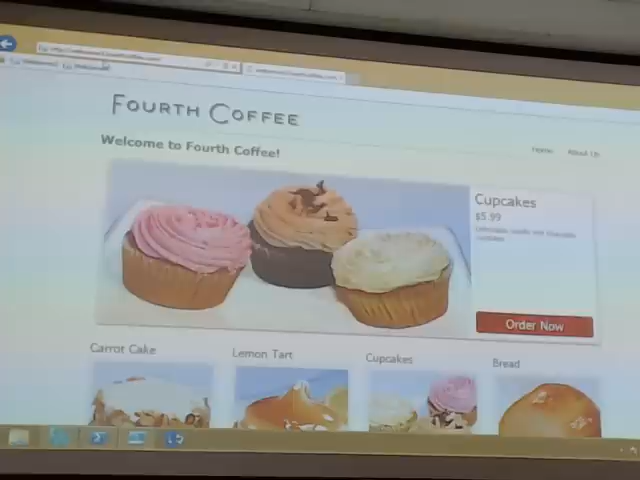 FOURTH COFFEE
Home About Us
Welcome to Fourth Coffee!
Cupcakes
$5.99
Order Now
Carrot Cake
Lemon Tart
Cupcakes
Bread